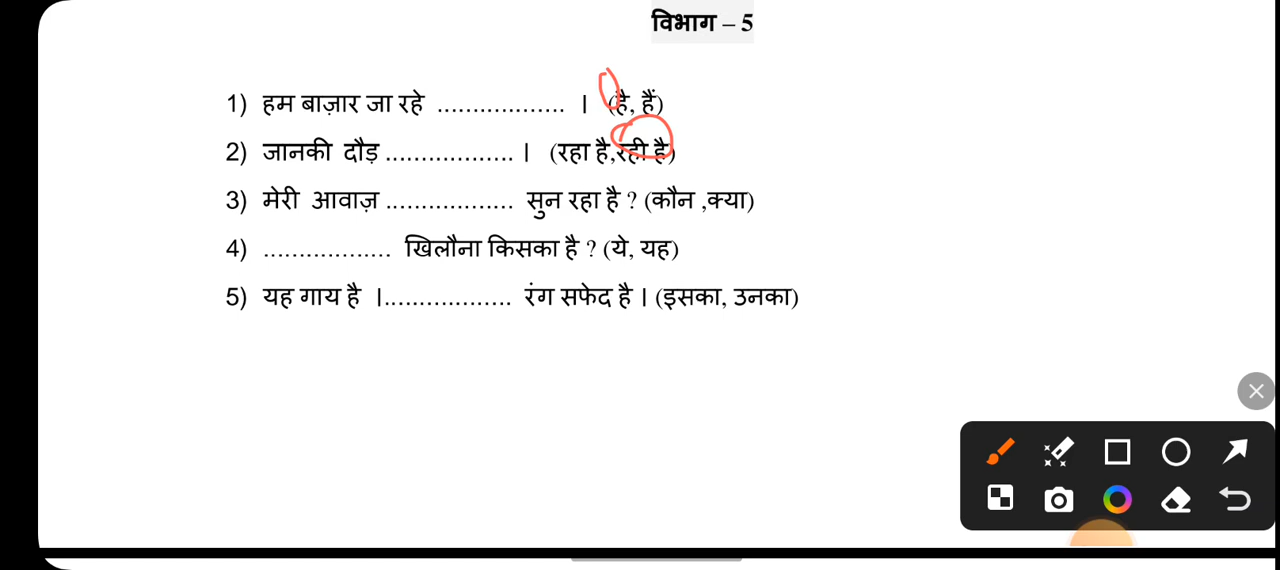 विभाग – 5
1) हम बाज़ार जा रहे .................. । (है, हैं)
2) जानकी दौड़ .................. । (रहा है,रही है)
3) मेरी आवाज़ .................. सुन रहा है ? (कौन ,क्या)
4) .................. खिलौना किसका है ? (ये, यह)
5) यह गाय है ।.................. रंग सफेद है । (इसका, उनका)